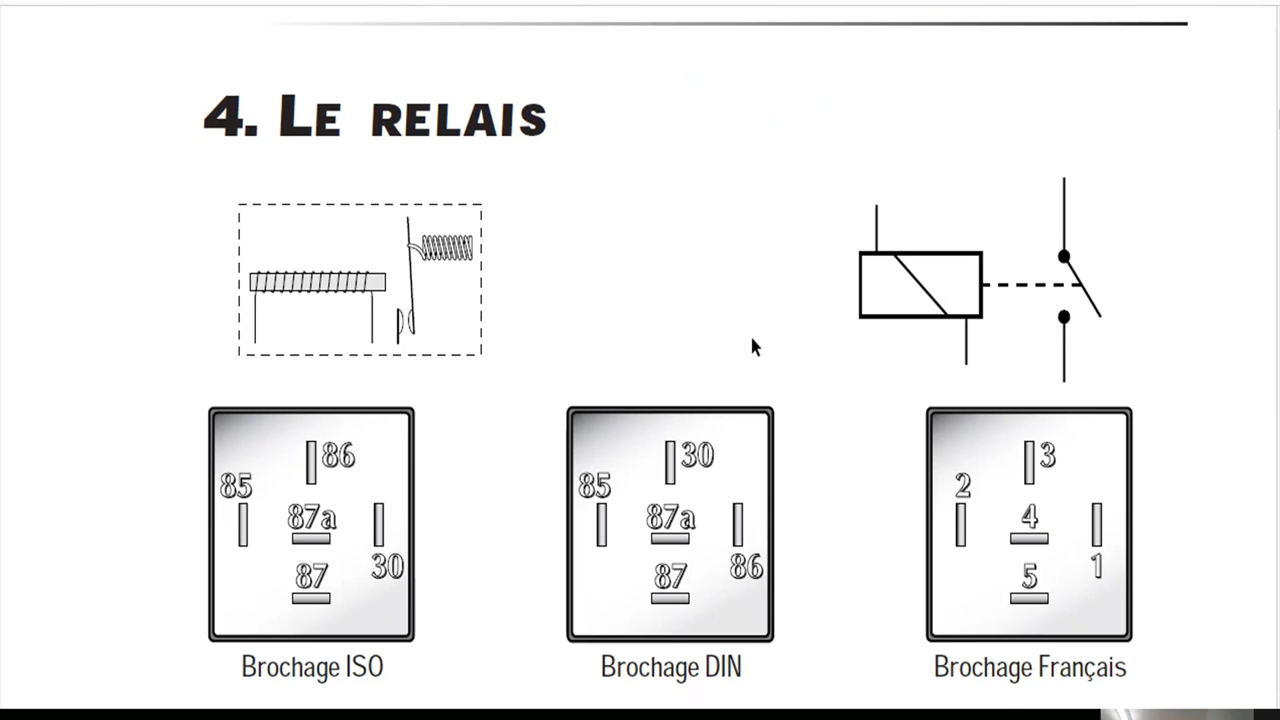 4. LE RELAIS
86
85
87a
30
87
Brochage ISO
30
85
87a
86
87
Brochage DIN
3
2
4
1
5
Brochage Français